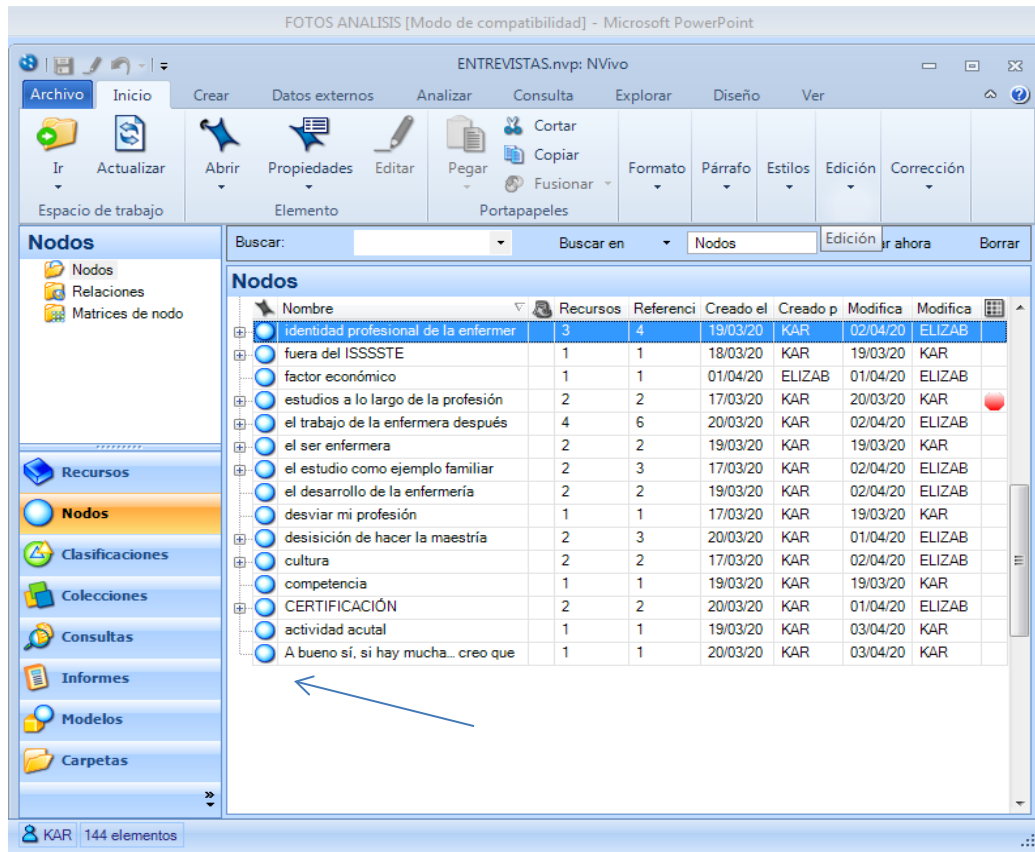 FOTOS ANALISIS [Modo de compatibilidad] - Microsoft PowerPoint
ENTREVISTAS.nvp: NVivo
Archivo Inicio Crear Datos externos Analizar Consulta Explorar Diseño Ver
Cortar
Copiar
Fusionar
Ir Actualizar Abrir Propiedades Editar Pegar Formato Párrafo Estilos Edición Corrección
Espacio de trabajo Elemento Portapapeles
Nodos
Nodos
Relaciones
Matrices de nodo
Buscar: Buscar en Nodos Edición r ahora Borrar
Nodos
Nombre Recursos Referenci Creado el Creado p Modifica Modifica
identidad profesional de la enfermer 3 4 19/03/20 KAR 02/04/20 ELIZAB
fuera del ISSSSTE 1 1 18/03/20 KAR 19/03/20 KAR
factor económico 1 1 01/04/20 ELIZAB 01/04/20 ELIZAB
estudios a lo largo de la profesión 2 2 17/03/20 KAR 20/03/20 KAR
el trabajo de la enfermera después 4 6 20/03/20 KAR 02/04/20 ELIZAB
el ser enfermera 2 2 19/03/20 KAR 19/03/20 KAR
el estudio como ejemplo familiar 2 3 17/03/20 KAR 02/04/20 ELIZAB
el desarrollo de la enfermería 2 2 19/03/20 KAR 02/04/20 ELIZAB
desviar mi profesión 1 1 17/03/20 KAR 19/03/20 KAR
desisición de hacer la maestría 2 3 20/03/20 KAR 01/04/20 ELIZAB
cultura 2 2 17/03/20 KAR 02/04/20 ELIZAB
competencia 1 1 19/03/20 KAR 19/03/20 KAR
CERTIFICACIÓN 2 2 20/03/20 KAR 01/04/20 ELIZAB
actividad acutal 1 1 19/03/20 KAR 03/04/20 KAR
A bueno sí, si hay mucha... creo que 1 1 20/03/20 KAR 03/04/20 KAR
Recursos
Nodos
Clasificaciones
Colecciones
Consultas
Informes
Modelos
Carpetas
KAR 144 elementos